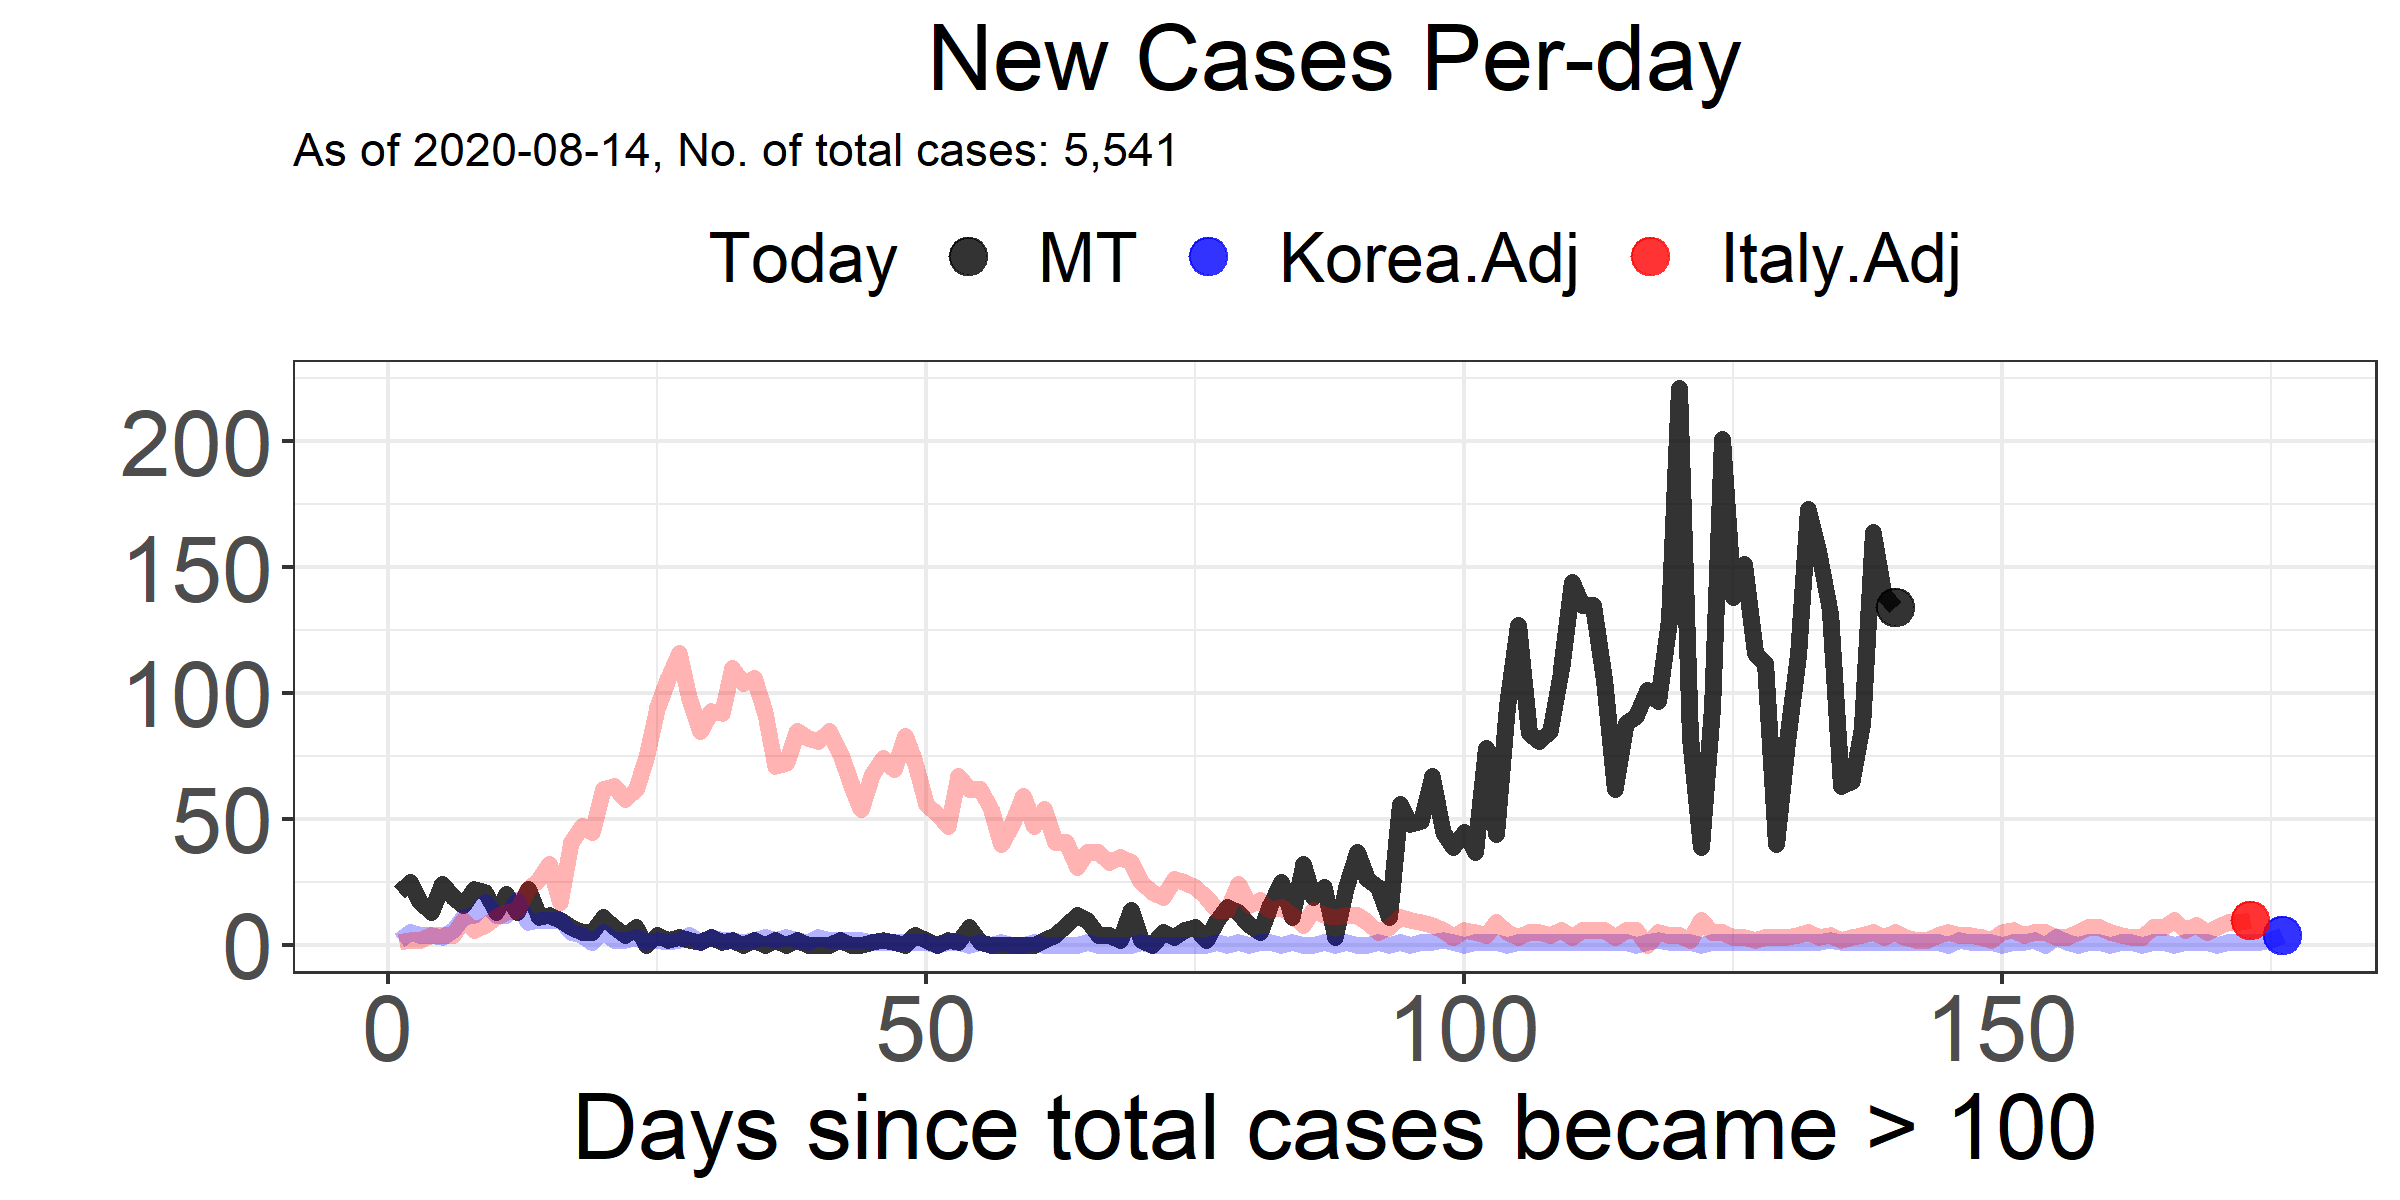 New Cases Per-day
As of 2020-08-14, No. of total cases: 5,541
Today MT Korea.Adj Italy.Adj
200
150
100
50
0
0 50 100 150
Days since total cases became > 100